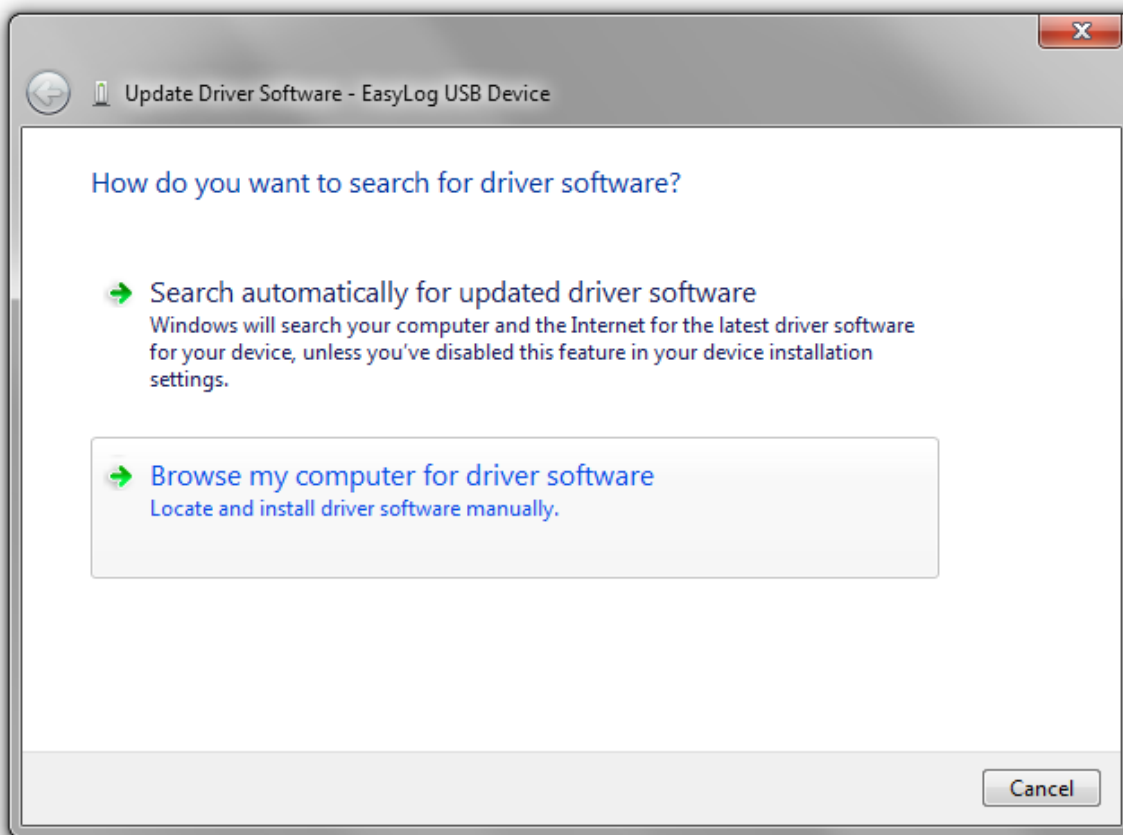 Update Driver Software - EasyLog USB Device
How do you want to search for driver software?
Search automatically for updated driver software
Windows will search your computer and the Internet for the latest driver software
for your device, unless you've disabled this feature in your device installation
settings.
Browse my computer for driver software
Locate and install driver software manually.
Cancel